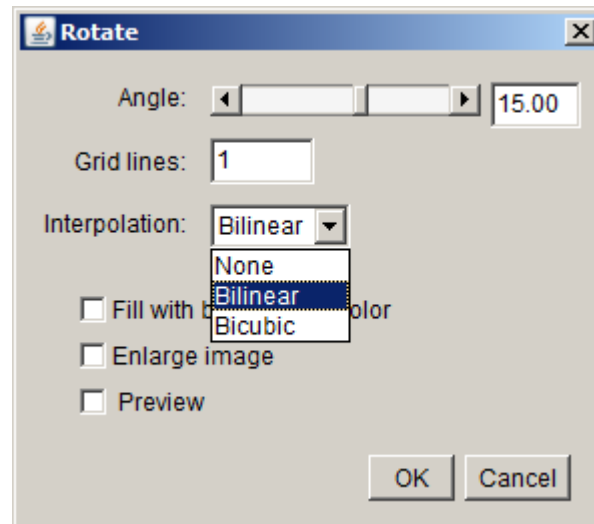 Rotate
Angle: 15.00
Grid lines: 1
Interpolation: Bilinear
None
Bilinear
Bicubic
Fill with b olor
Enlarge image
Preview
OK Cancel